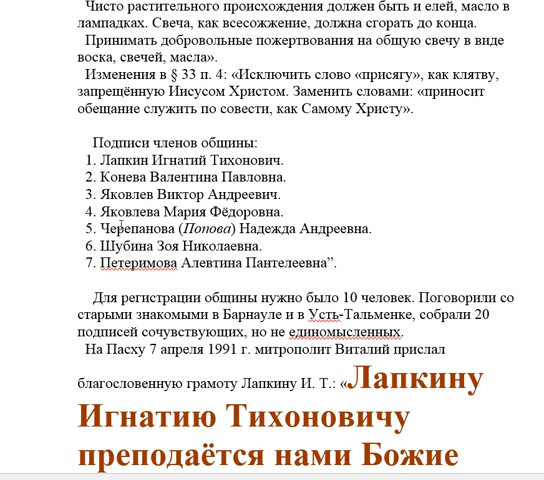 Чисто растительного происхождения должен быть и елей, масло в
лампадках. Свеча, как всесожжение, должна сгорать до конца.
Принимать добровольные пожертвования на общую свечу в виде
воска, свечей, масла».
Изменения в § 33 п. 4: «Исключить слово «присягу», как клятву,
запрещённую Иисусом Христом. Заменить словами: «приносит
обещание служить по совести, как Самому Христу».
Подписи членов общины:
1. Лапкин Игнатий Тихонович.
2. Конева Валентина Павловна.
3. Яковлев Виктор Андреевич.
4. Яковлева Мария Фёдоровна.
5. Черепанова (Попова) Надежда Андреевна.
6. Шубина Зоя Николаевна.
7. Петеримова Алевтина Пантелеевна”.
Для регистрации общины нужно было 10 человек. Поговорили со
старыми знакомыми в Барнауле и в Усть-Тальменке, собрали 20
подписей сочувствующих, но не единомысленных.
На Пасху 7 апреля 1991 г. митрополит Виталий прислал
благословенную грамоту Лапкину И. Т.: «Лапкину
Игнатию Тихоновичу
преподаётся нами Божие